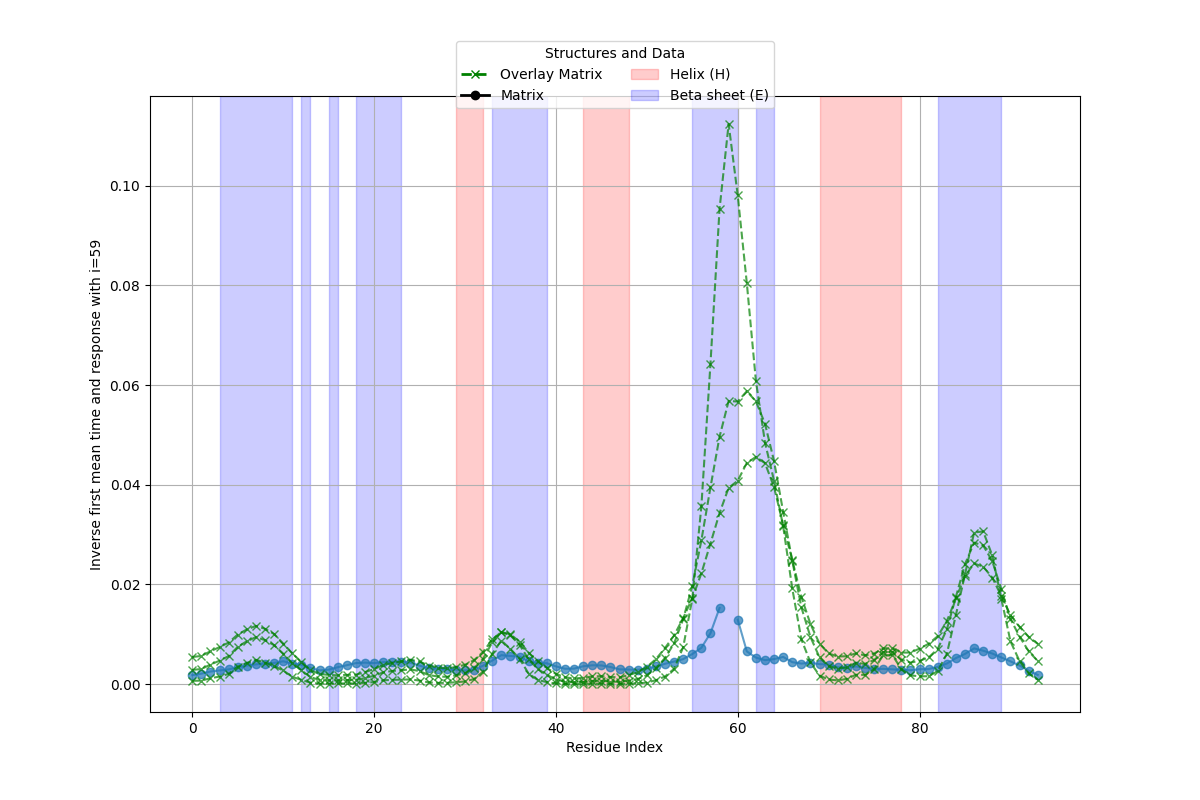 Structures and Data
Overlay Matrix
Helix (H)
Matrix
Beta sheet (E)
0.10
0.08
0.06
0.04
0.02
0.00
Inverse first mean time and response with i=59
0
20
40
60
80
Residue Index